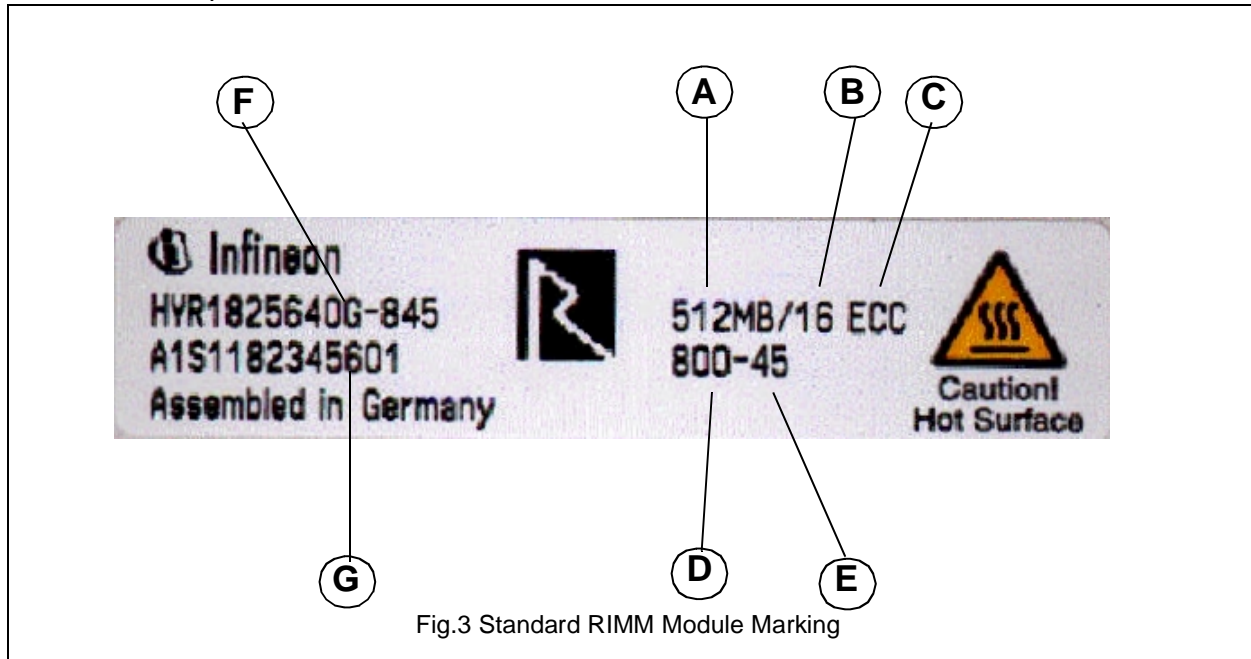 F
A
B
C
Infineon
HYR1825640G-845
A1S1182345601
Assembled in Germany
512MB/16 ECC
800-45
Caution!
Hot Surface
G
D
E
Fig.3 Standard RIMM Module Marking